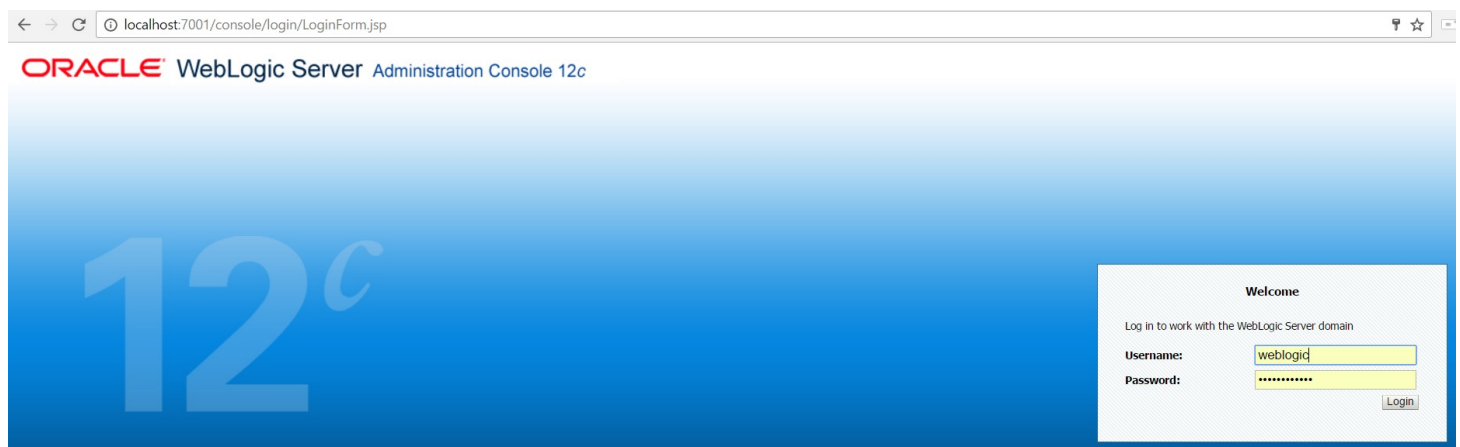 localhost:7001/console/login/LoginForm.jsp
ORACLE WebLogic Server Administration Console 12c
12c
Welcome
Log in to work with the WebLogic Server domain
Username: weblogic
Password: ••••••••••••
Login